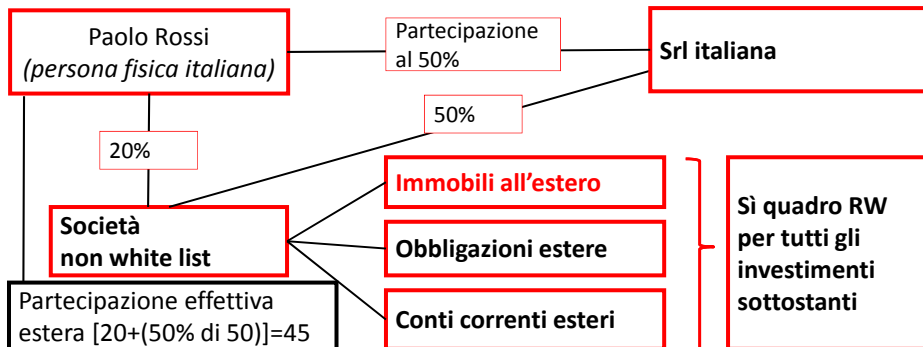 Paolo Rossi
(persona fisica italiana)
Partecipazione
al 50%
Srl italiana
50%
20%
Immobili all’estero
Società
non white list
Obbligazioni estere
Conti correnti esteri
Sì quadro RW
per tutti gli
investimenti
sottostanti
Partecipazione effettiva
estera [20+(50% di 50)]=45